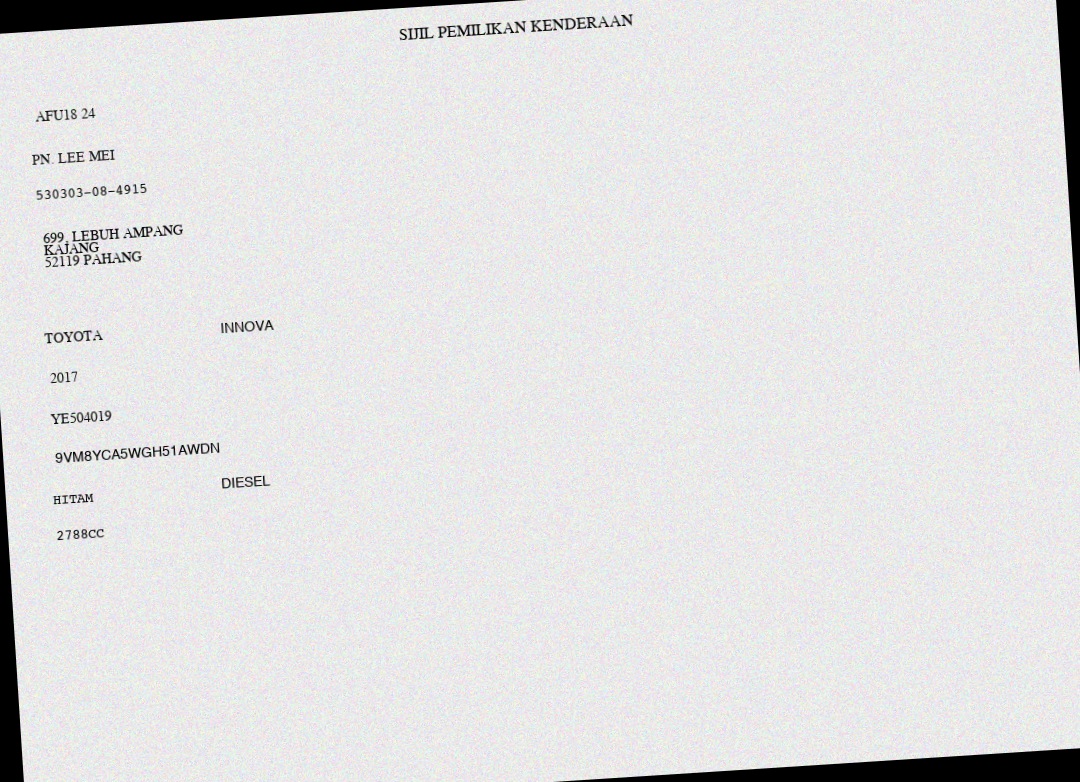 SIJIL PEMILIKAN KENDERAAN
AFU18 24
PN. LEE MEI
530303-08-4915
699, LEBUH AMPANG
KAJANG
52119 PAHANG
TOYOTA INNOVA
2017
YE504019
9VM8YCA5WGH51AWDN
HITAM DIESEL
2788CC